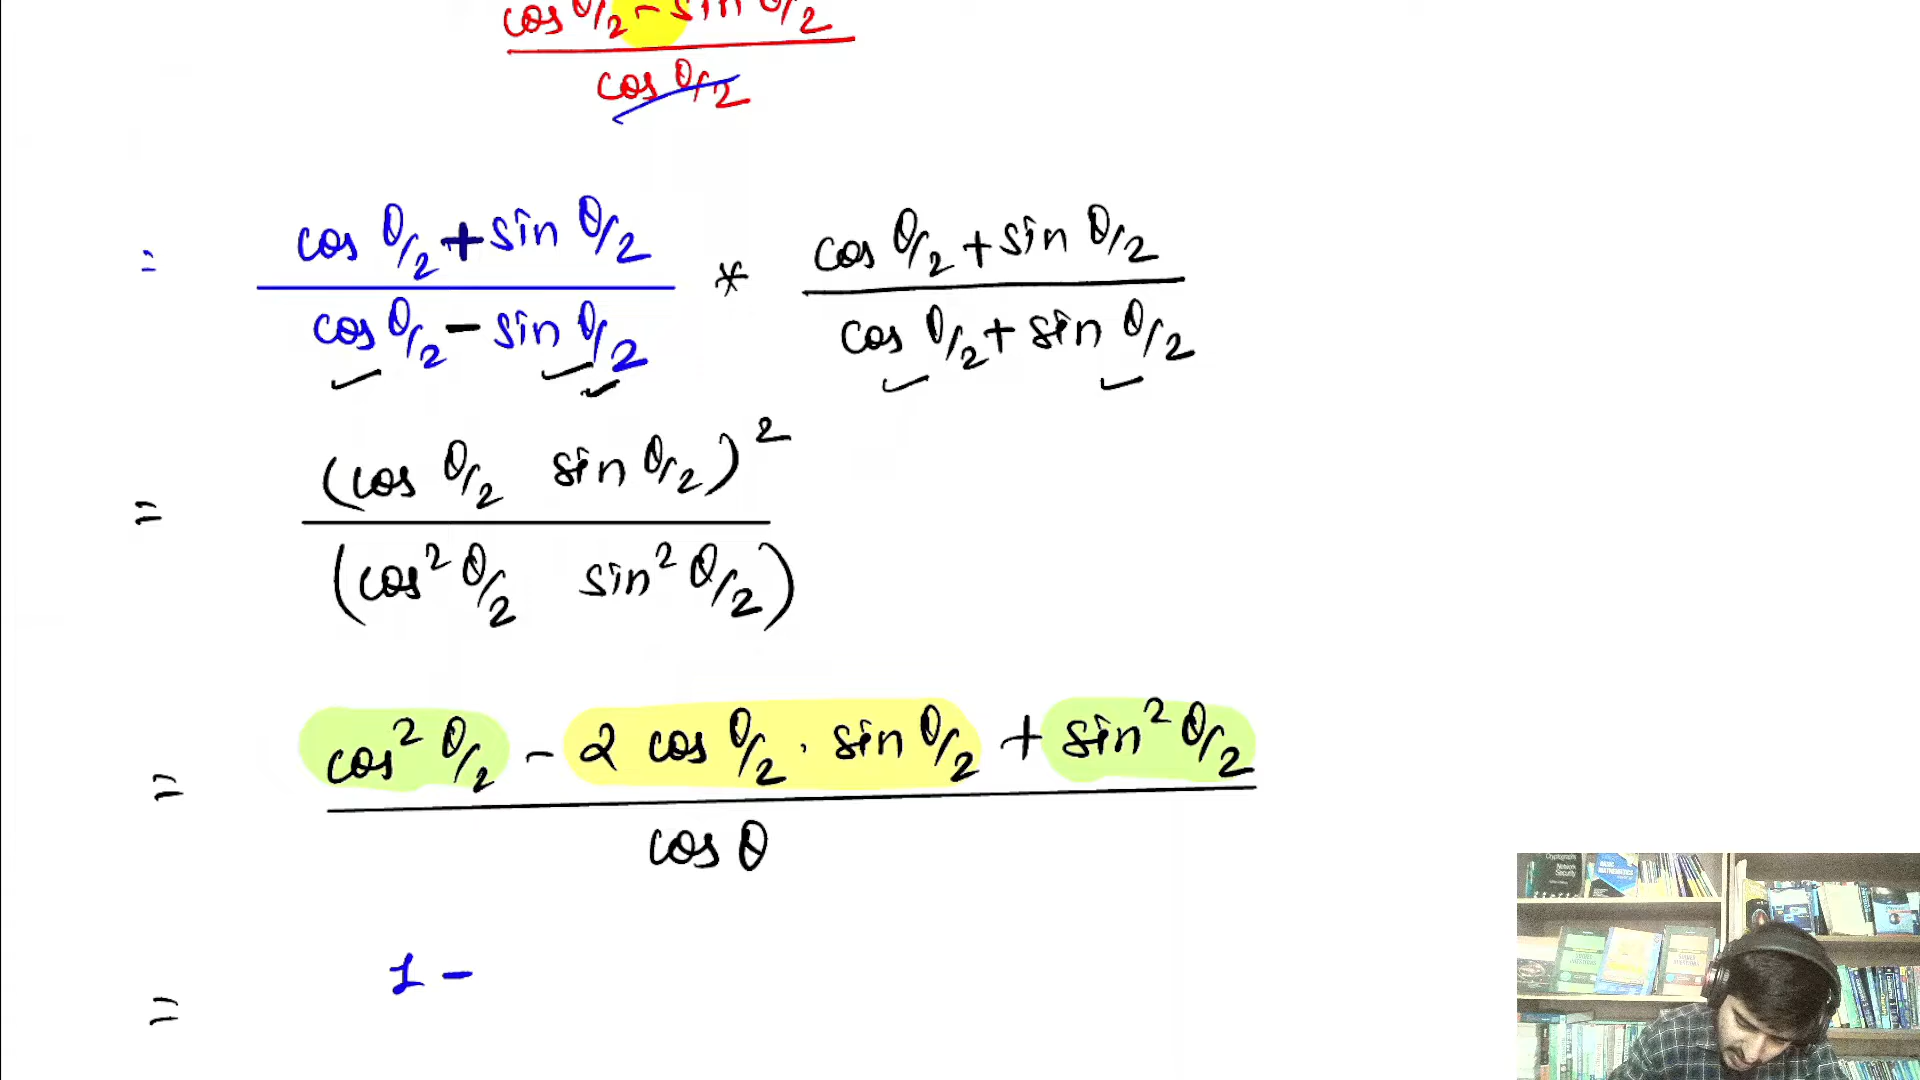 cos θ/2 - sin θ/2
cos θ/2
= cos θ/2 + sin θ/2 * cos θ/2 + sin θ/2
cos θ/2 - sin θ/2 cos θ/2 + sin θ/2
= (cos θ/2 sin θ/2)²
(cos² θ/2 sin² θ/2)
= cos² θ/2 - 2 cos θ/2 . sin θ/2 + sin² θ/2
cos θ
= 1 -